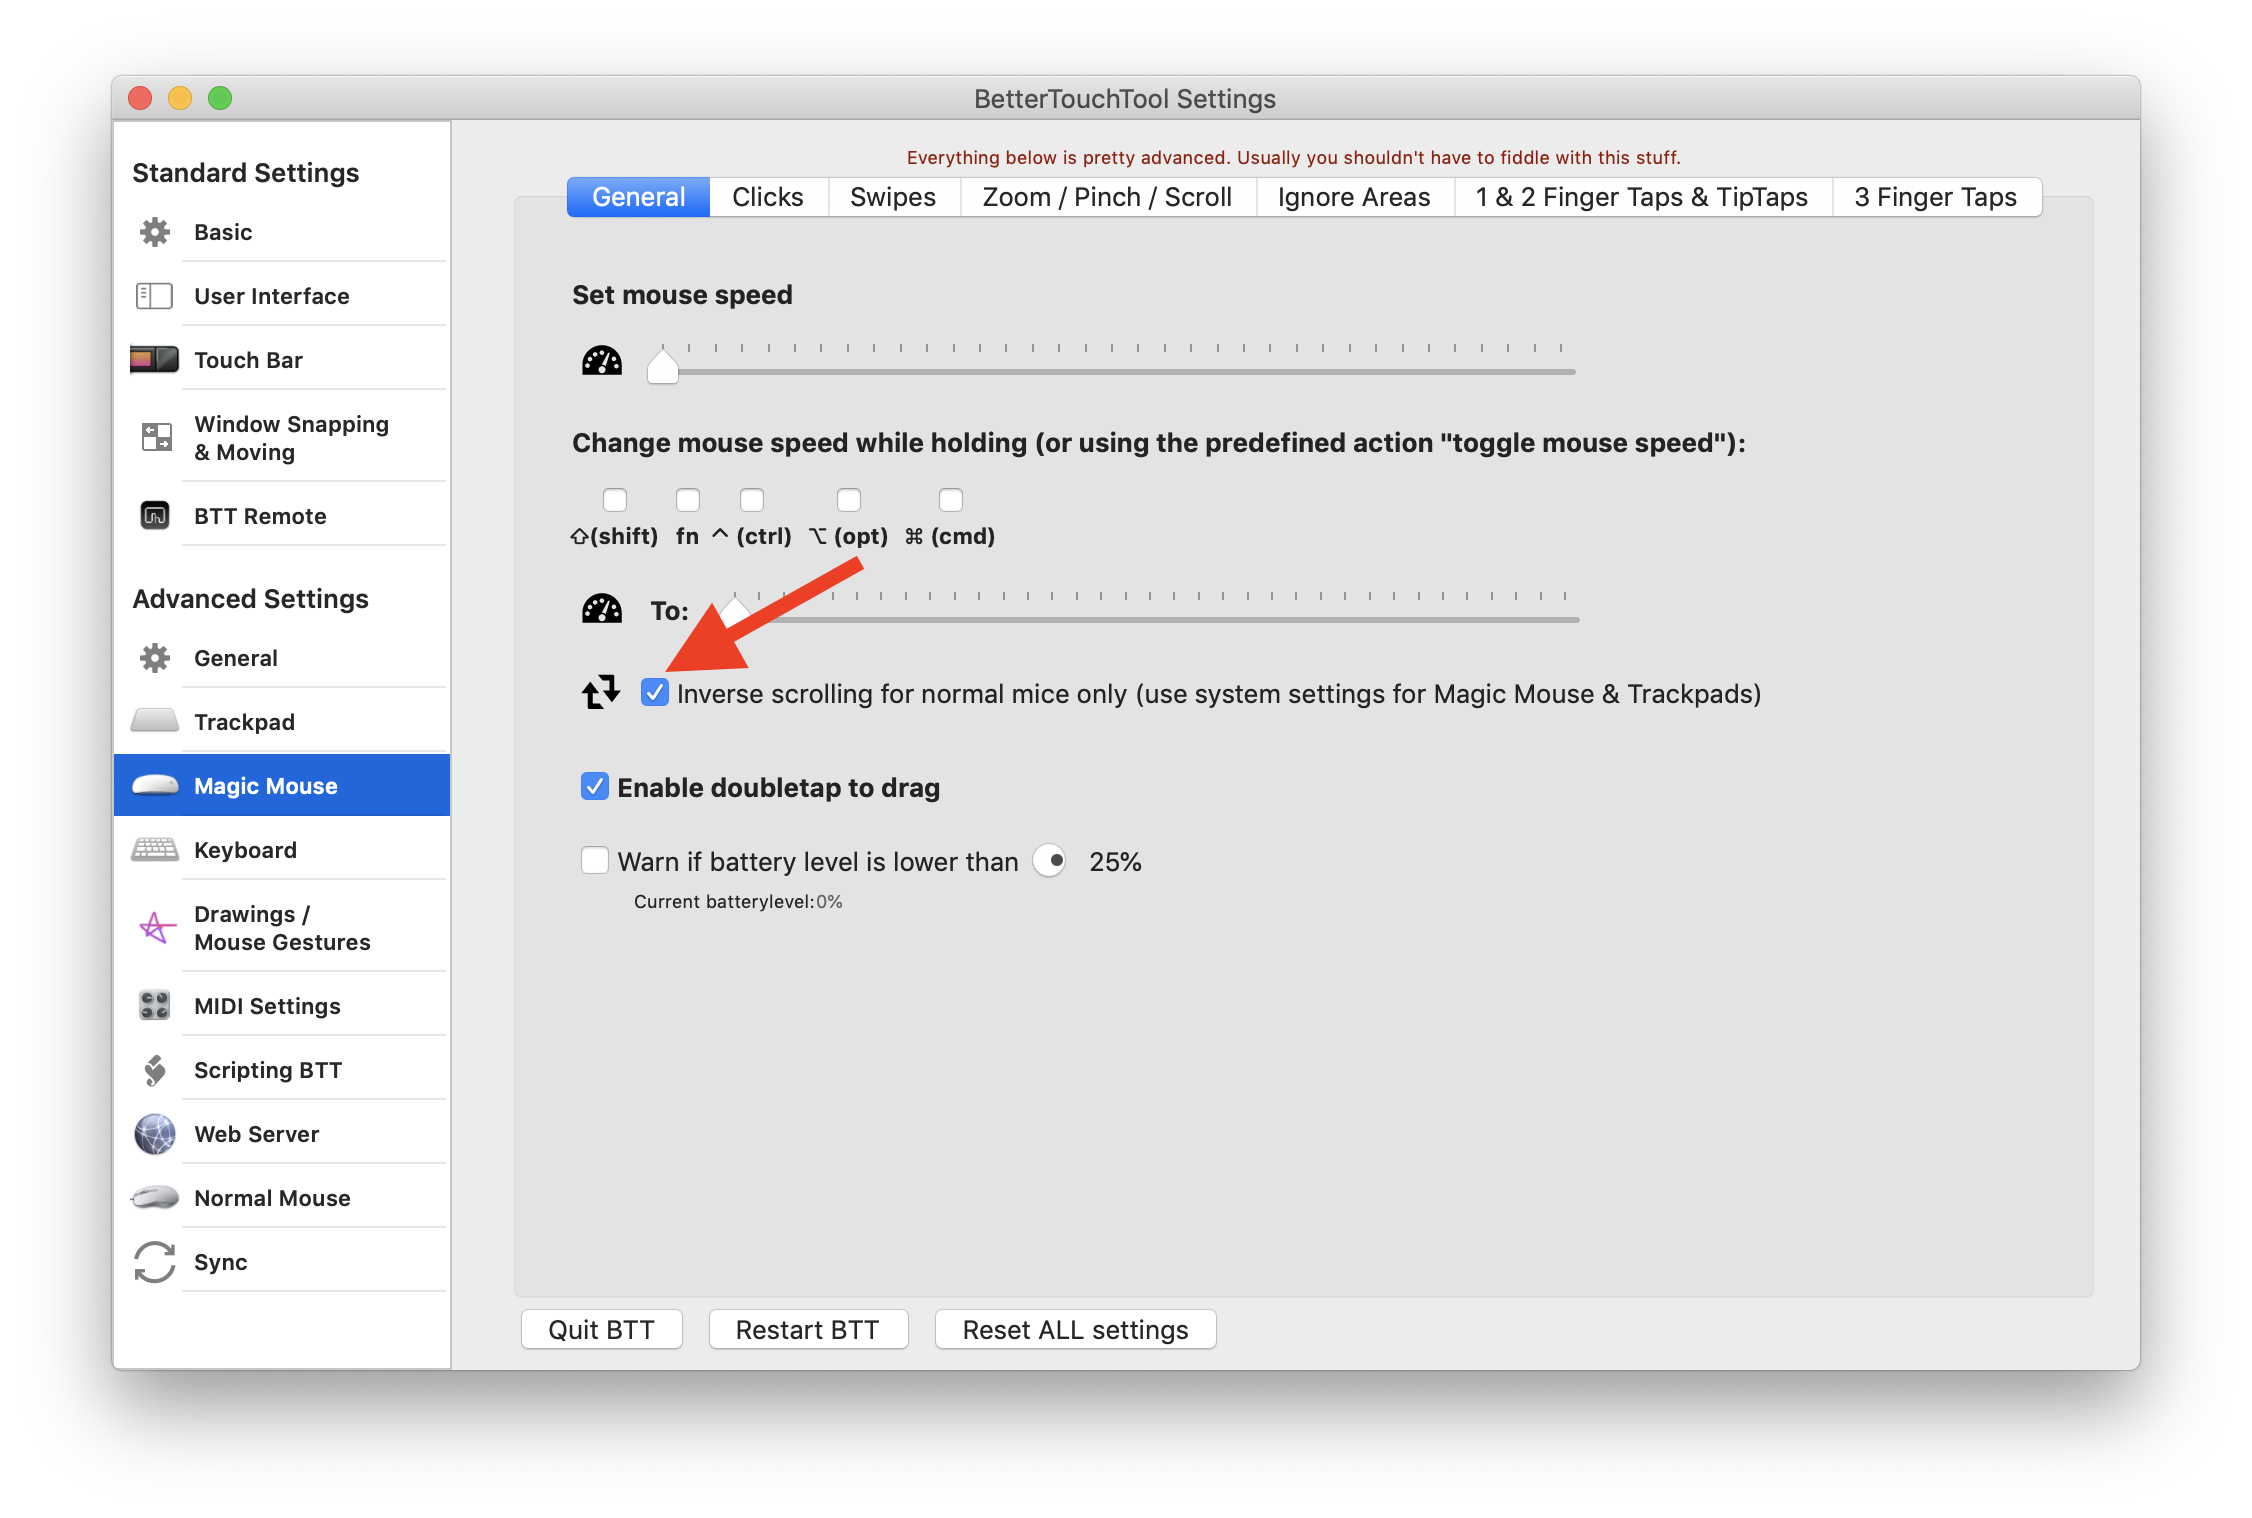 BetterTouchTool Settings
Standard Settings
Basic
User Interface
Touch Bar
Window Snapping
& Moving
BTT Remote
Advanced Settings
General
Trackpad
Magic Mouse
Keyboard
Drawings /
Mouse Gestures
MIDI Settings
Scripting BTT
Web Server
Normal Mouse
Sync
Everything below is pretty advanced. Usually you shouldn't have to fiddle with this stuff.
General Clicks Swipes Zoom / Pinch / Scroll Ignore Areas 1 & 2 Finger Taps & TipTaps 3 Finger Taps
Set mouse speed
Change mouse speed while holding (or using the predefined action "toggle mouse speed"):
⇧(shift) fn ^ (ctrl) ⌥ (opt) ⌘ (cmd)
To:
Inverse scrolling for normal mice only (use system settings for Magic Mouse & Trackpads)
Enable doubletap to drag
Warn if battery level is lower than 25%
Current batterylevel:0%
Quit BTT Restart BTT Reset ALL settings